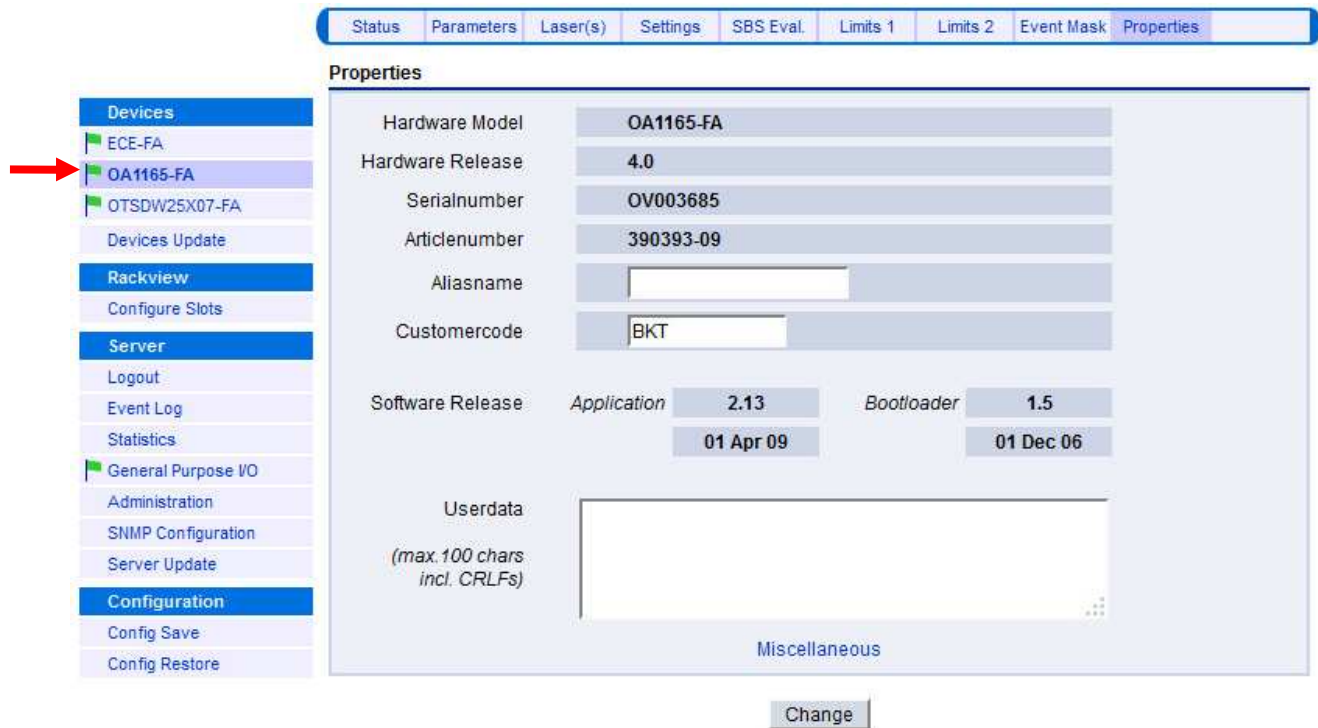 Status Parameters Laser(s) Settings SBS Eval. Limits 1 Limits 2 Event Mask Properties
Properties
Devices
ECE-FA
OA1165-FA
OTSDW25X07-FA
Devices Update
Rackview
Configure Slots
Server
Logout
Event Log
Statistics
General Purpose I/O
Administration
SNMP Configuration
Server Update
Configuration
Config Save
Config Restore
Hardware Model OA1165-FA
Hardware Release 4.0
Serialnumber OV003685
Articlenumber 390393-09
Aliasname
Customercode BKT
Software Release Application 2.13 Bootloader 1.5
01 Apr 09 01 Dec 06
Userdata
(max.100 chars
incl. CRLFs)
Miscellaneous
Change